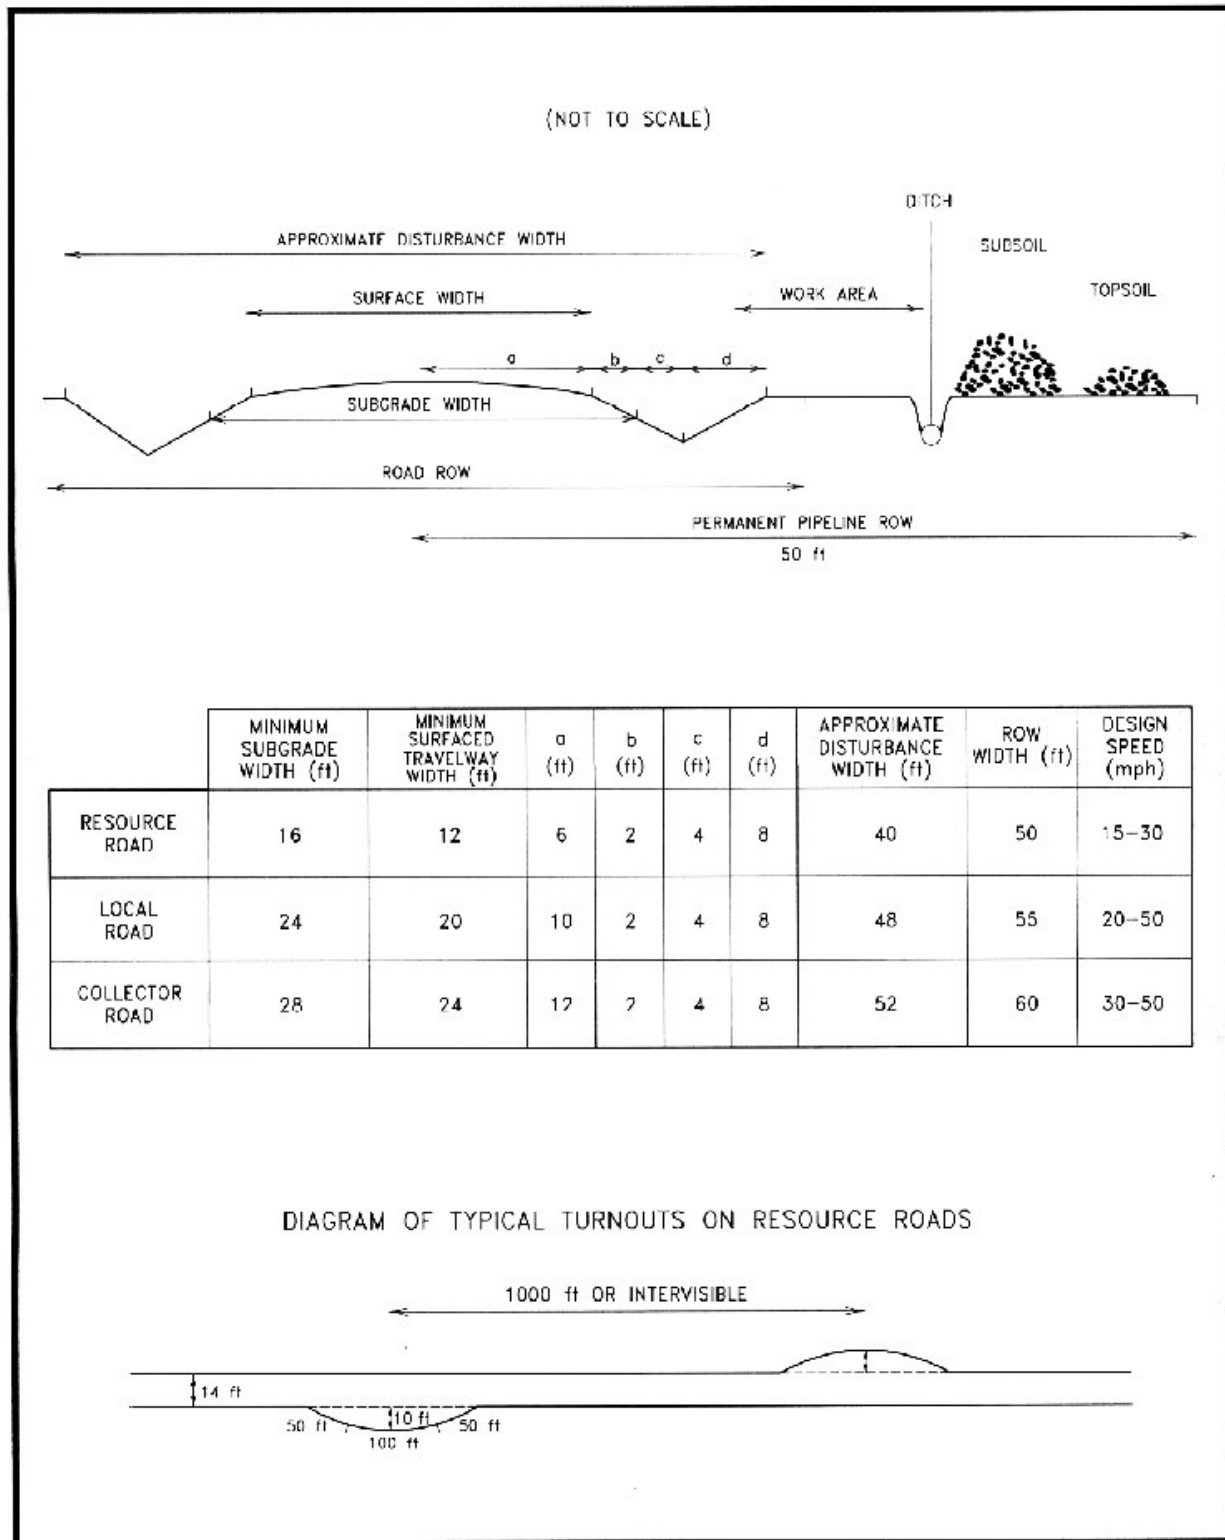 (NOT TO SCALE)
DITCH
APPROXIMATE DISTURBANCE WIDTH
SUBSOIL
SURFACE WIDTH
WORK AREA
TOPSOIL
a b c d
SUBGRADE WIDTH
ROAD ROW
PERMANENT PIPELINE ROW
50 ft
MINIMUM SUBGRADE WIDTH (ft) MINIMUM SURFACED TRAVELWAY WIDTH (ft) a (ft) b (ft) c (ft) d (ft) APPROXIMATE DISTURBANCE WIDTH (ft) ROW WIDTH (ft) DESIGN SPEED (mph)
RESOURCE ROAD 16 12 6 2 4 8 40 50 15-30
LOCAL ROAD 24 20 10 2 4 8 48 55 20-50
COLLECTOR ROAD 28 24 12 2 4 8 52 60 30-50
DIAGRAM OF TYPICAL TURNOUTS ON RESOURCE ROADS
1000 ft OR INTERVISIBLE
14 ft
50 ft 10 ft 50 ft
100 ft